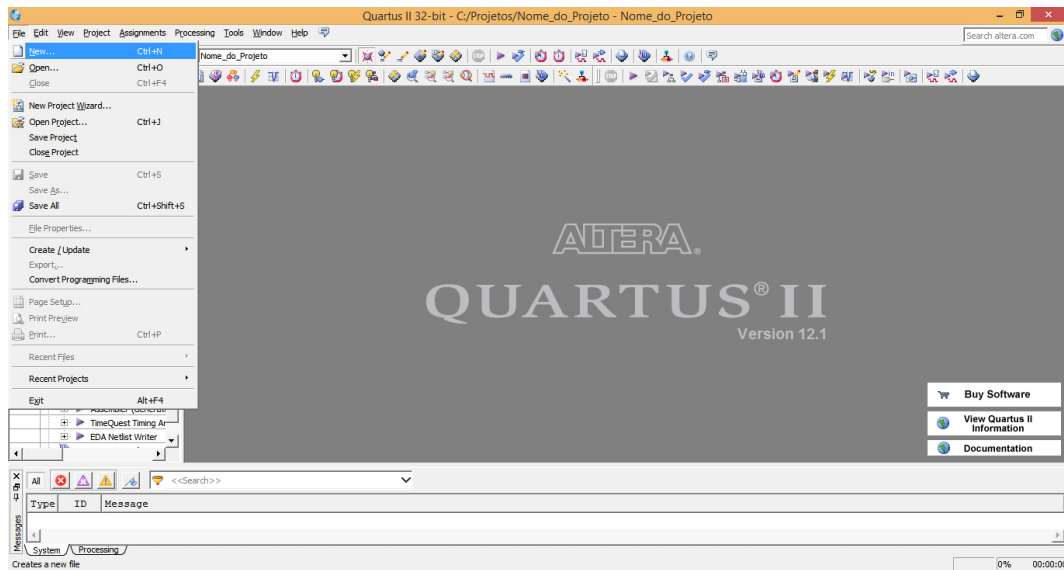 Quartus II 32-bit - C:/Projetos/Nome_do_Projeto - Nome_do_Projeto
File Edit View Project Assignments Processing Tools Window Help
Search altera.com
New... Ctrl+N
Nome_do_Projeto
Open... Ctrl+O
Close Ctrl+F4
New Project Wizard...
Open Project... Ctrl+J
Save Project
Close Project
Save Ctrl+S
Save As...
Save All Ctrl+Shift+S
File Properties...
Create / Update
Export...
Convert Programming Files...
Page Setup...
Print Preview
Print... Ctrl+P
Recent Files
Recent Projects
Exit Alt+F4
ALTERA®
QUARTUS® II
Version 12.1
Buy Software
View Quartus II
Information
Documentation
TimeQuest Timing Ar
EDA Netlist Writer
All <<Search>>
Type ID Message
Messages
System Processing
Creates a new file
0% 00:00:0